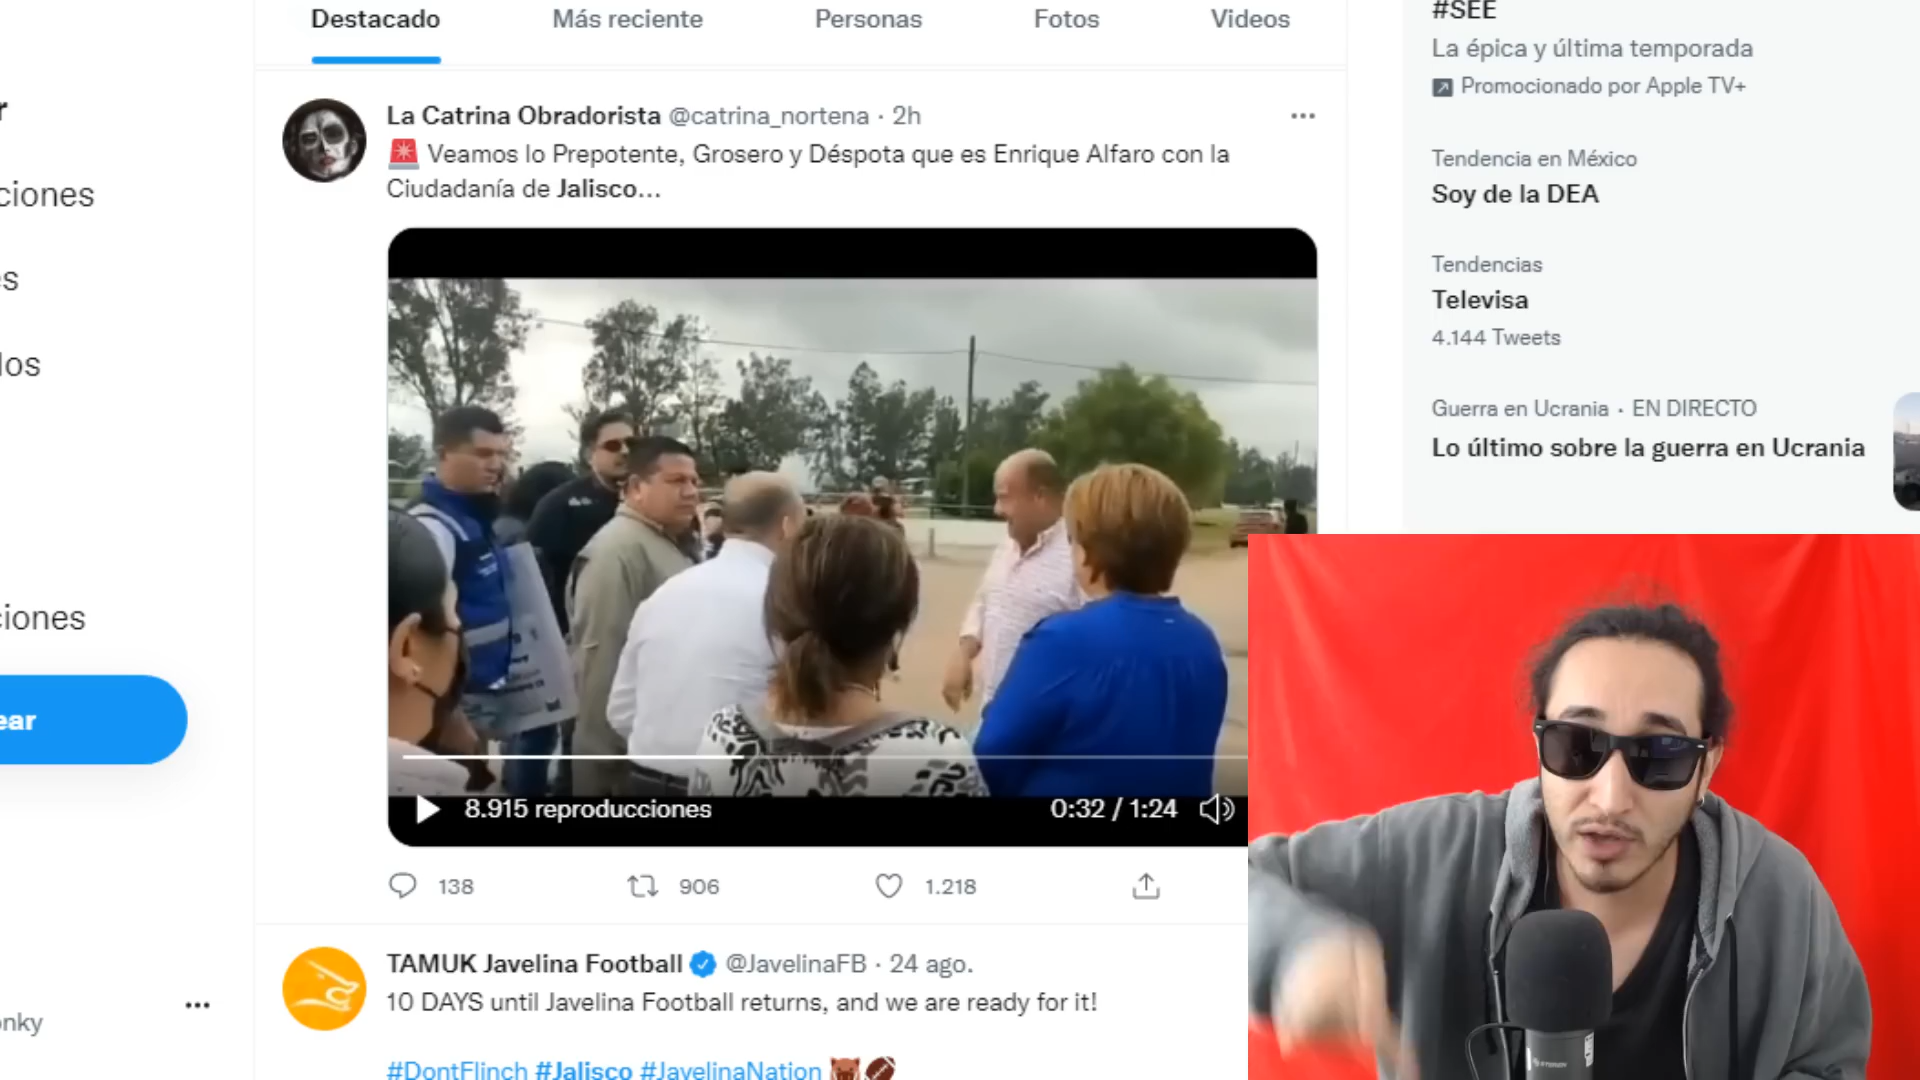 Destacado
Más reciente
Personas
Fotos
Videos
r
ciones
es
los
ciones
ear
onky
La Catrina Obradorista @catrina_nortena · 2h
Veamos lo Prepotente, Grosero y Déspota que es Enrique Alfaro con la
Ciudadanía de Jalisco...
8.915 reproducciones
0:32 / 1:24
138
906
1.218
TAMUK Javelina Football @JavelinaFB · 24 ago.
10 DAYS until Javelina Football returns, and we are ready for it!
#DontFlinch #Jalisco #JavelinaNation
#SEE
La épica y última temporada
Promocionado por Apple TV+
Tendencia en México
Soy de la DEA
Tendencias
Televisa
4.144 Tweets
Guerra en Ucrania · EN DIRECTO
Lo último sobre la guerra en Ucrania